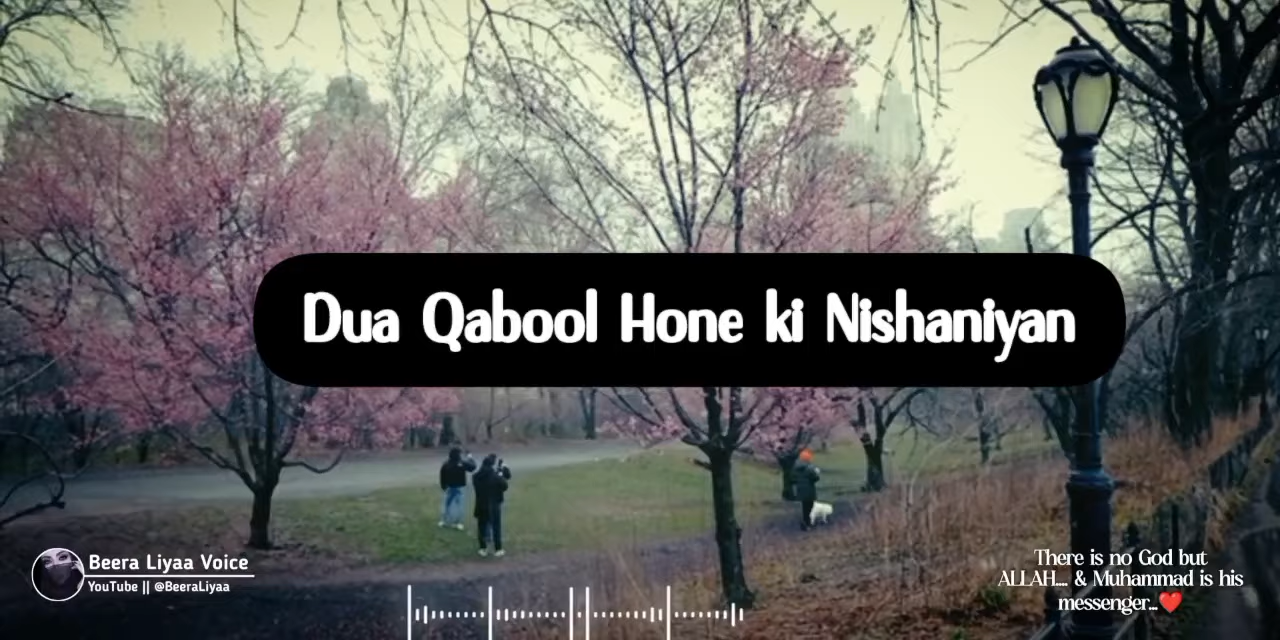 Dua Qabool Hone ki Nishaniyan
Beera Liyaa Voice
YouTube || @BeeraLiyaa
There is no God but
ALLAH.... & Muhammad is his
messenger...❤️